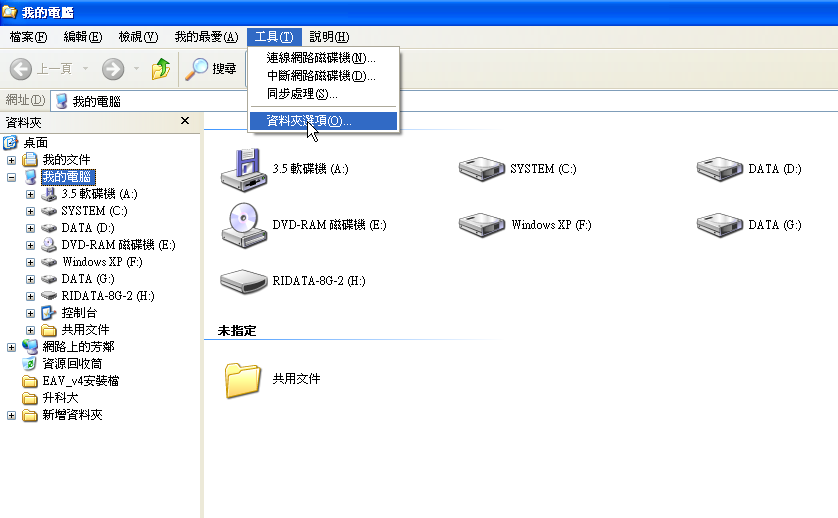 我的電腦
檔案(F) 編輯(E) 檢視(V) 我的最愛(A) 工具(T) 說明(H)
連線網路磁碟機(N)...
中斷網路磁碟機(D)...
同步處理(S)...
資料夾選項(O)...
上一頁 搜尋
網址(D) 我的電腦
資料夾
桌面
我的文件
我的電腦
3.5 軟碟機 (A:)
SYSTEM (C:)
DATA (D:)
DVD-RAM 磁碟機 (E:)
Windows XP (F:)
DATA (G:)
RIDATA-8G-2 (H:)
控制台
共用文件
網路上的芳鄰
資源回收筒
EAV_v4安裝檔
升科大
新增資料夾
3.5 軟碟機 (A:) SYSTEM (C:) DATA (D:)
DVD-RAM 磁碟機 (E:) Windows XP (F:) DATA (G:)
RIDATA-8G-2 (H:)
未指定
共用文件